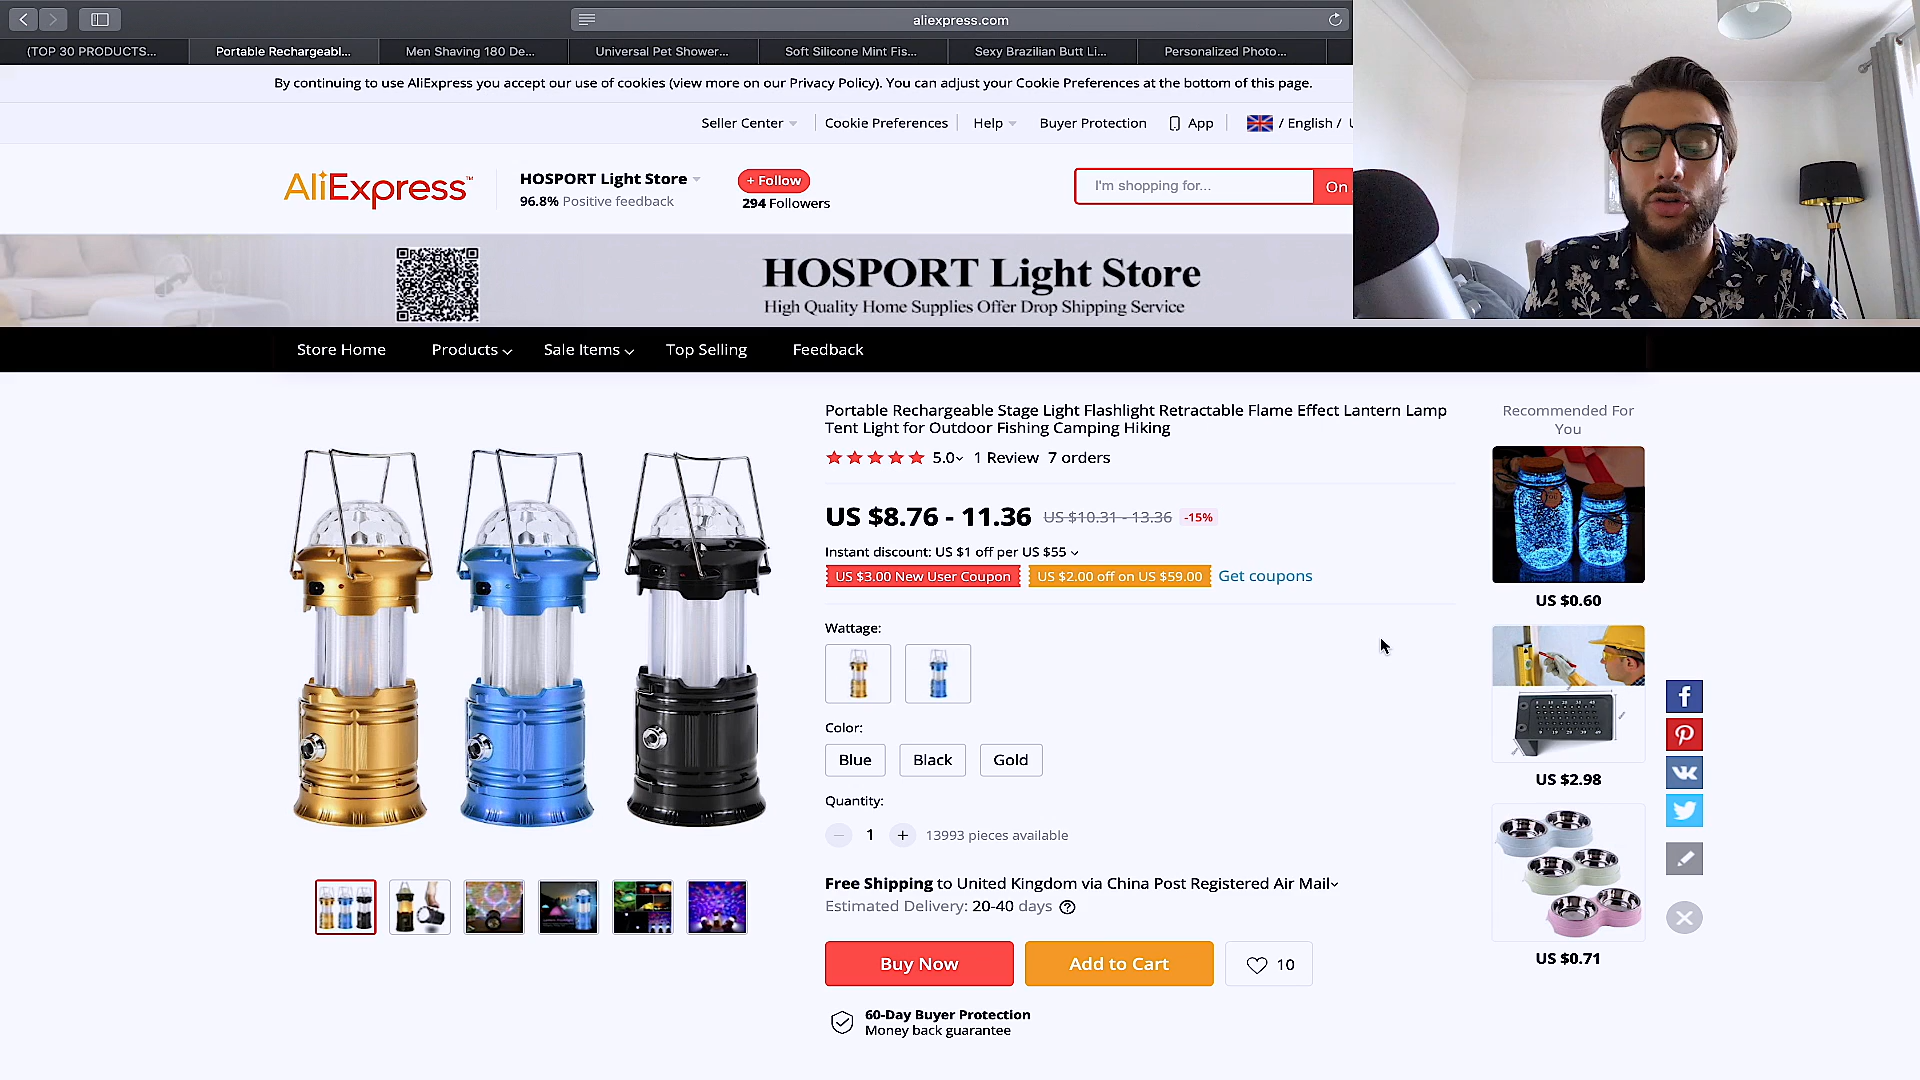 aliexpress.com
(TOP 30 PRODUCTS...
Portable Rechargeabl...
Men Shaving 180 De...
Universal Pet Shower...
Soft Silicone Mint Fis...
Sexy Brazilian Butt Li...
Personalized Photo...
By continuing to use AliExpress you accept our use of cookies (view more on our Privacy Policy). You can adjust your Cookie Preferences at the bottom of this page.
Seller Center
Cookie Preferences
Help
Buyer Protection
App
/ English /
AliExpress™
HOSPORT Light Store
96.8% Positive feedback
+ Follow
294 Followers
I'm shopping for...
On
HOSPORT Light Store
High Quality Home Supplies Offer Drop Shipping Service
Store Home
Products
Sale Items
Top Selling
Feedback
Portable Rechargeable Stage Light Flashlight Retractable Flame Effect Lantern Lamp
Tent Light for Outdoor Fishing Camping Hiking
5.0 1 Review 7 orders
US $8.76 - 11.36 US $10.31 - 13.36 -15%
Instant discount: US $1 off per US $55
US $3.00 New User Coupon
US $2.00 off on US $59.00
Get coupons
Wattage:
Color:
Blue
Black
Gold
Quantity:
1
13993 pieces available
Free Shipping to United Kingdom via China Post Registered Air Mail
Estimated Delivery: 20-40 days
Buy Now
Add to Cart
10
60-Day Buyer Protection
Money back guarantee
Recommended For
You
US $0.60
US $2.98
US $0.71